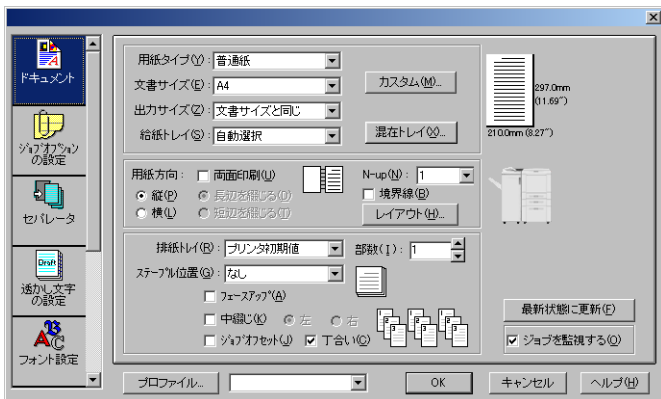 ドキュメント
ジョブオプション
の設定
セパレータ
Draft
透かし文字
の設定
フォント設定
用紙タイプ(Y): 普通紙
文書サイズ(E): A4
カスタム(M)...
出力サイズ(Z): 文書サイズと同じ
給紙トレイ(S): 自動選択
混在トレイ(X)...
297.0mm
(11.69")
210.0mm (8.27")
用紙方向: 両面印刷(U)
N-up(N): 1
縦(P) 長辺を綴じる(O)
境界線(B)
横(L) 短辺を綴じる(T)
レイアウト(H)...
排紙トレイ(R): プリンタ初期値
部数(I): 1
ステープル位置(G): なし
フェースアップ(A)
中綴じ(K) 左 右
ジョブオフセット(J) 丁合い(C)
1 2 3 1 2 3 1 2 3
最新状態に更新(F)
ジョブを監視する(Q)
プロファイル...
OK
キャンセル
ヘルプ(H)